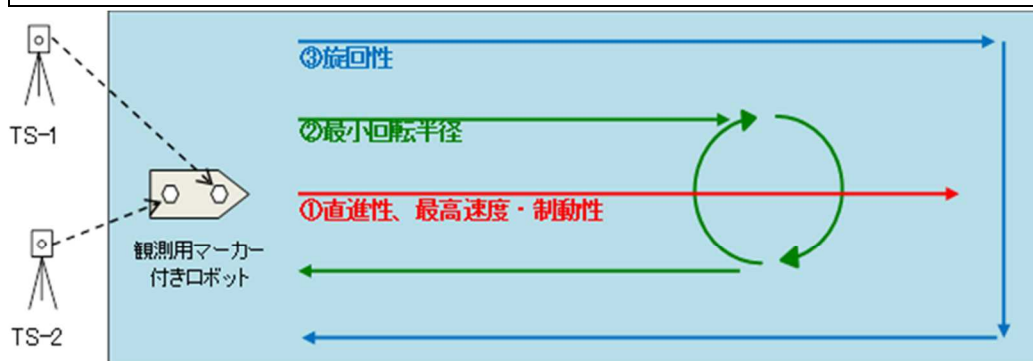 ③旋回性
TS-1
②最小回転半径
①直進性、最高速度・制動性
観測用マーカー
付きロボット
TS-2